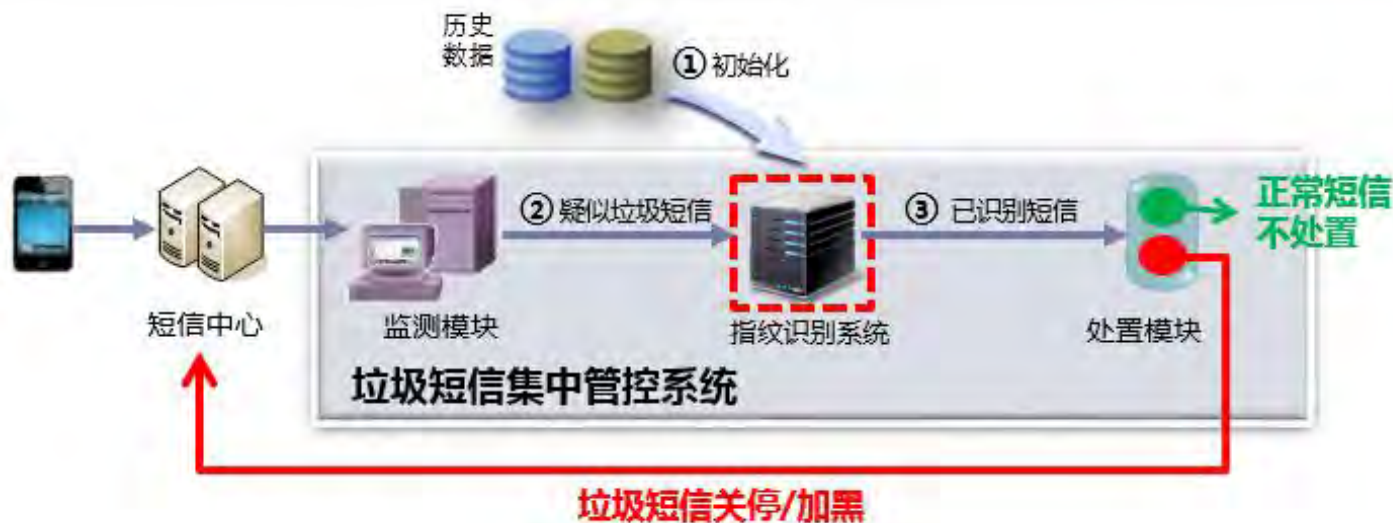 历史
数据
①初始化
②疑似垃圾短信
③ 已识别短信
正常短信
不处置
短信中心
监测模块
指纹识别系统
处置模块
垃圾短信集中管控系统
垃圾短信关停/加黑